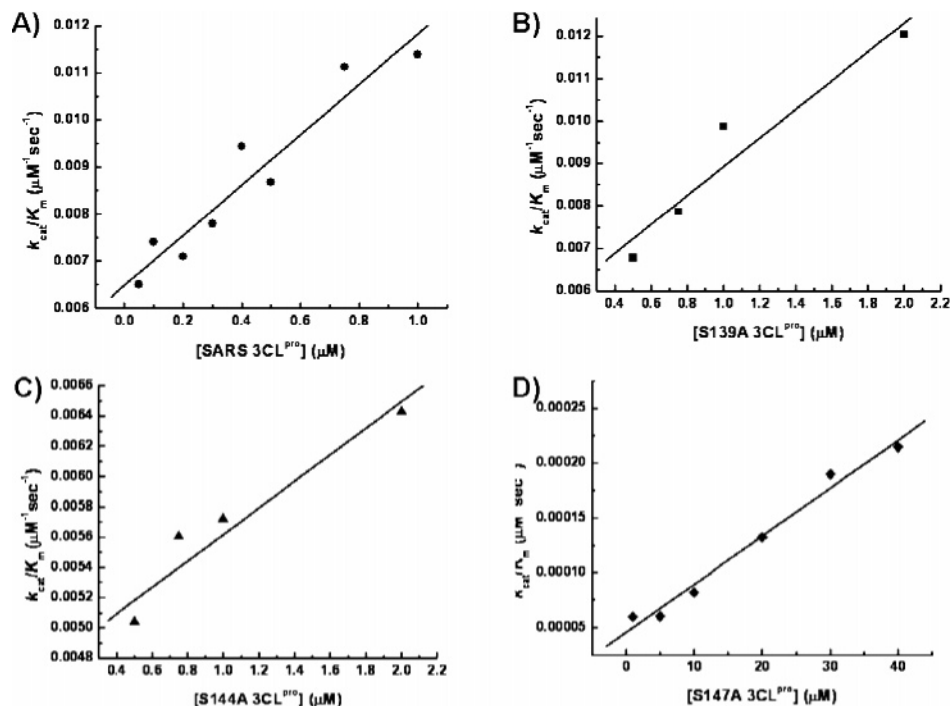 A)
0.012
0.011
0.010
0.009
0.008
0.007
0.006
kcat/Km (µM⁻¹sec⁻¹)
0.0 0.2 0.4 0.6 0.8 1.0
[SARS 3CLpro] (µM)
B)
0.012
0.011
0.010
0.009
0.008
0.007
0.006
kcat/Km (µM⁻¹sec⁻¹)
0.4 0.6 0.8 1.0 1.2 1.4 1.6 1.8 2.0 2.2
[S139A 3CLpro] (µM)
C)
0.0066
0.0064
0.0062
0.0060
0.0058
0.0056
0.0054
0.0052
0.0050
0.0048
kcat/Km (µM⁻¹sec⁻¹)
0.4 0.6 0.8 1.0 1.2 1.4 1.6 1.8 2.0 2.2
[S144A 3CLpro] (µM)
D)
0.00025
0.00020
0.00015
0.00010
0.00005
kcat/Km (µM⁻¹sec⁻¹)
0 10 20 30 40
[S147A 3CLpro] (µM)